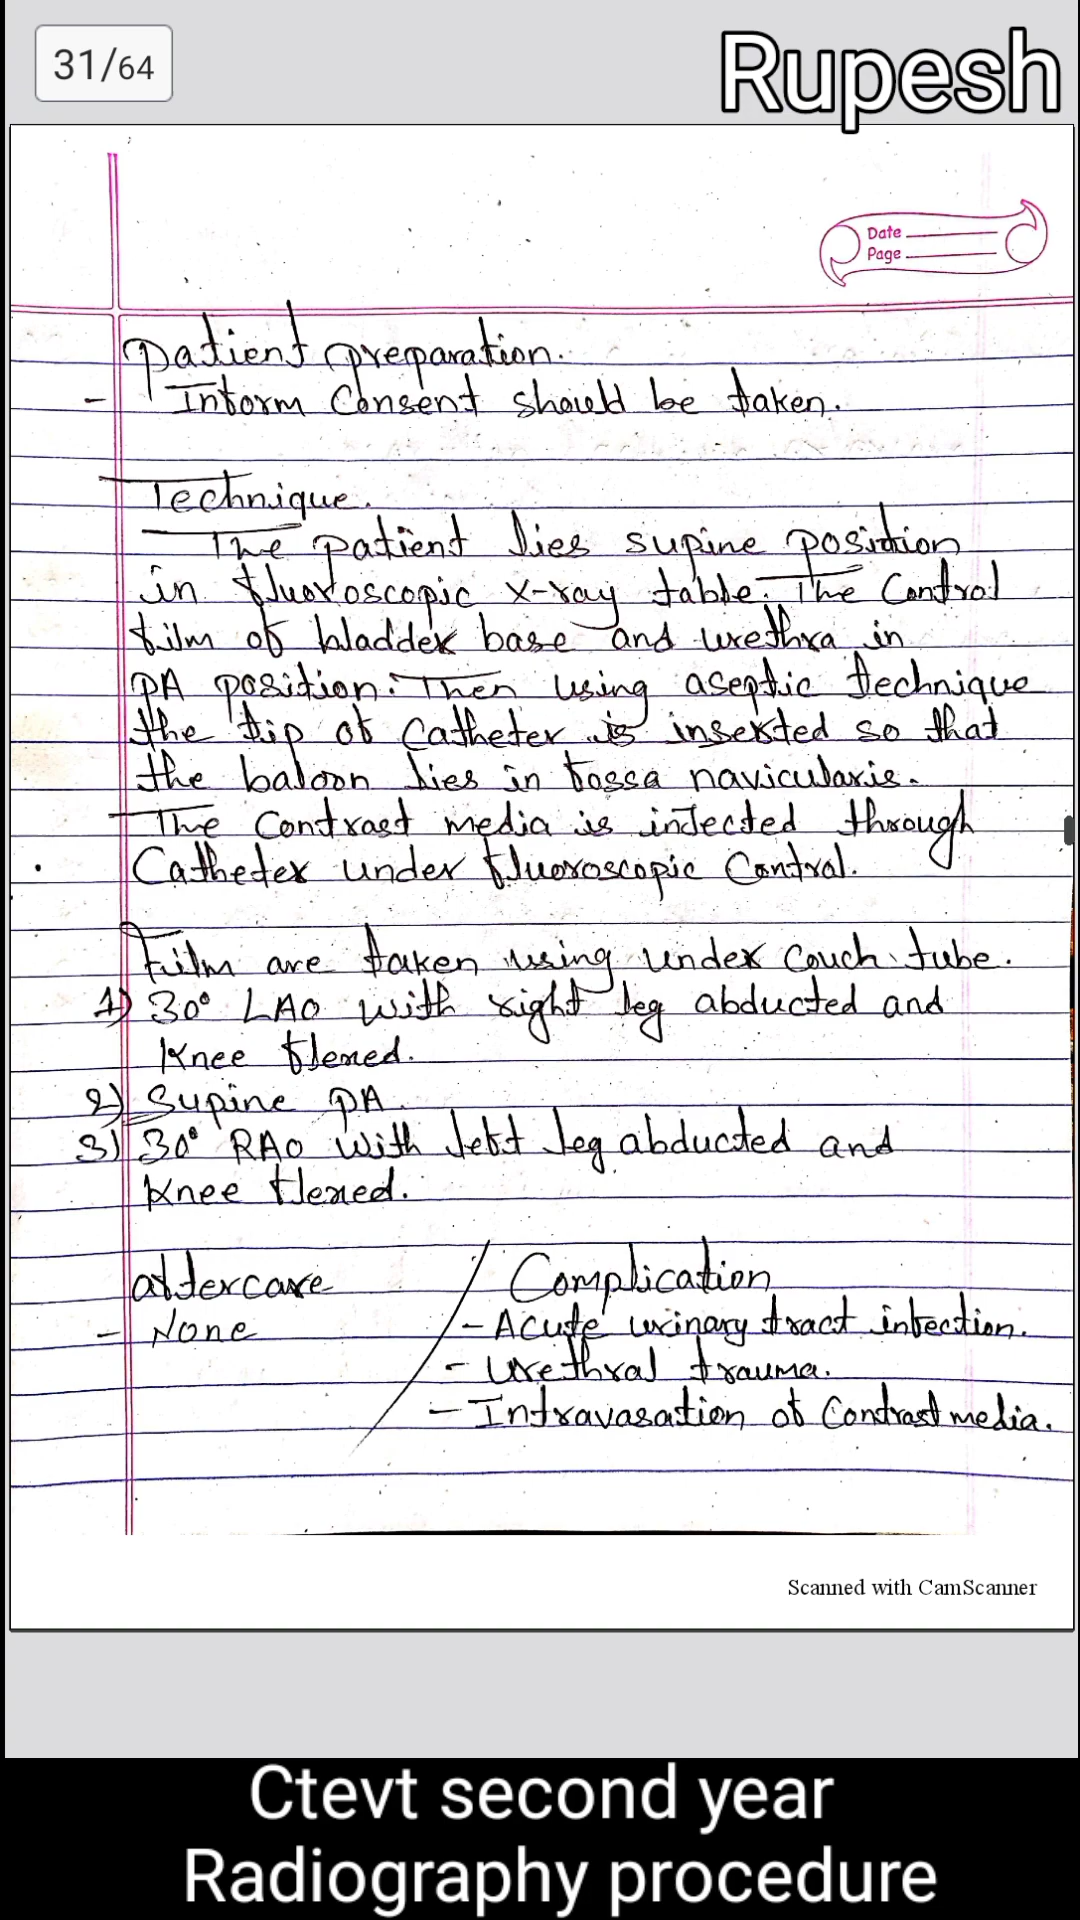 31/64
Rupesh
Date
Page
Patient preparation.
- Inform Consent should be taken.
Technique.
The patient lies supine position
in fluoroscopic x-ray table. The Control
film of bladder base and urethra in
PA position. Then using aseptic technique
the tip of Catheter is inserted so that
the baloon lies in fossa navicularis.
The Contrast media is injected through
Catheter under fluoroscopic Control.
Film are taken using under couch tube.
1) 30° LAO with right leg abducted and
Knee flexed.
2) Supine PA.
3) 30° RAO with left leg abducted and
Knee flexed.
aftercare
- None
Complication
- Acute urinary tract infection.
- Urethral trauma.
- Intravasation of Contrast media.
Scanned with CamScanner
Ctevt second year
Radiography procedure